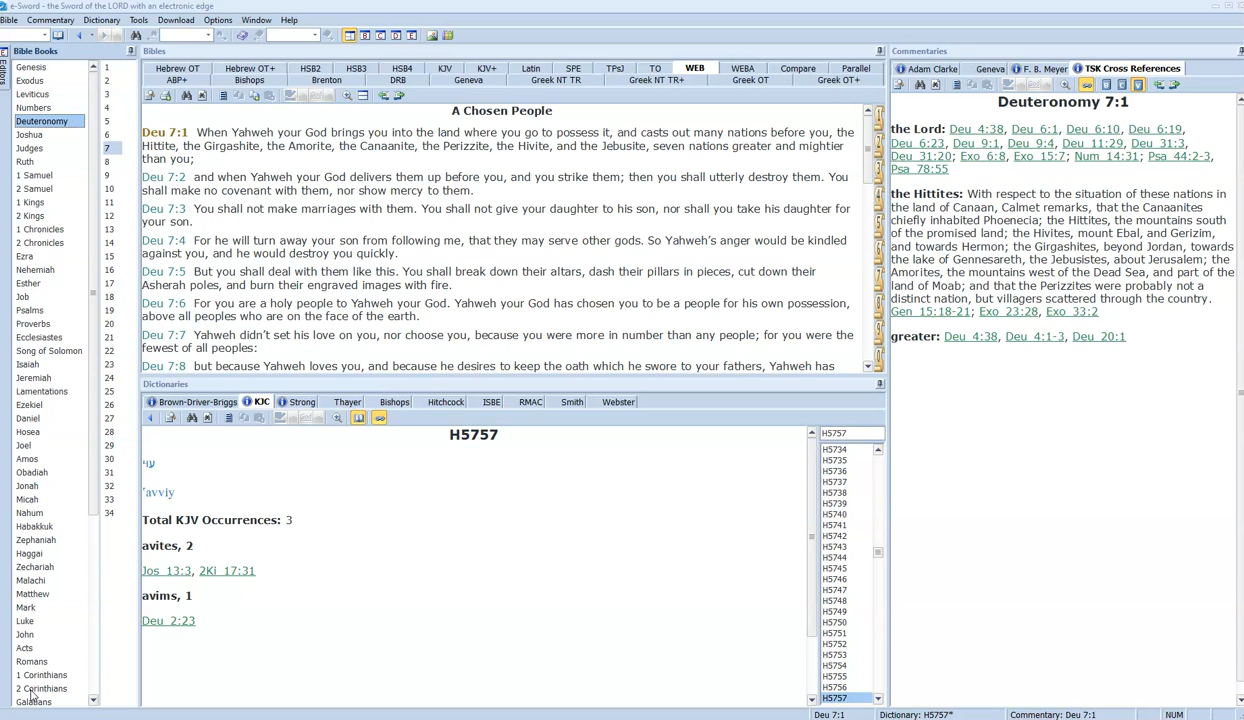 e-Sword - the Sword of the LORD with an electronic edge
Bible Commentary Dictionary Tools Download Options Window Help
Bible Books
Genesis 1
Exodus 2
Leviticus 3
Numbers 4
Deuteronomy 5
Joshua 6
Judges 7
Ruth 8
1 Samuel 9
2 Samuel 10
1 Kings 11
2 Kings 12
1 Chronicles 13
2 Chronicles 14
Ezra 15
Nehemiah 16
Esther 17
Job 18
Psalms 19
Proverbs 20
Ecclesiastes 21
Song of Solomon 22
Isaiah 23
Jeremiah 24
Lamentations 25
Ezekiel 26
Daniel 27
Hosea 28
Joel 29
Amos 30
Obadiah 31
Jonah 32
Micah 33
Nahum 34
Habakkuk
Zephaniah
Haggai
Zechariah
Malachi
Matthew
Mark
Luke
John
Acts
Romans
1 Corinthians
2 Corinthians
Galatians
Editors
Bibles
Hebrew OT Hebrew OT+ HSB2 HSB3 HSB4 KJV KJV+ Latin SPE TPsJ TO WEB WEBA Compare Parallel
ABP+ Bishops Brenton DRB Geneva Greek NT TR Greek NT TR+ Greek OT Greek OT+
A Chosen People
Deu 7:1 When Yahweh your God brings you into the land where you go to possess it, and casts out many nations before you, the
Hittite, the Girgashite, the Amorite, the Canaanite, the Perizzite, the Hivite, and the Jebusite, seven nations greater and mightier
than you;
Deu 7:2 and when Yahweh your God delivers them up before you, and you strike them; then you shall utterly destroy them. You
shall make no covenant with them, nor show mercy to them.
Deu 7:3 You shall not make marriages with them. You shall not give your daughter to his son, nor shall you take his daughter for
your son.
Deu 7:4 For he will turn away your son from following me, that they may serve other gods. So Yahweh’s anger would be kindled
against you, and he would destroy you quickly.
Deu 7:5 But you shall deal with them like this. You shall break down their altars, dash their pillars in pieces, cut down their
Asherah poles, and burn their engraved images with fire.
Deu 7:6 For you are a holy people to Yahweh your God. Yahweh your God has chosen you to be a people for his own possession,
above all peoples who are on the face of the earth.
Deu 7:7 Yahweh didn’t set his love on you, nor choose you, because you were more in number than any people; for you were the
fewest of all peoples:
Deu 7:8 but because Yahweh loves you, and because he desires to keep the oath which he swore to your fathers, Yahweh has
Dictionaries
Brown-Driver-Briggs KJC Strong Thayer Bishops Hitchcock ISBE RMAC Smith Webster
H5757
עוּי
‛avviy
Total KJV Occurrences: 3
avites, 2
Jos 13:3, 2Ki 17:31
avims, 1
Deu 2:23
H5757
H5734
H5735
H5736
H5737
H5738
H5739
H5740
H5741
H5742
H5743
H5744
H5745
H5746
H5747
H5748
H5749
H5750
H5751
H5752
H5753
H5754
H5755
H5756
H5757
Commentaries
Adam Clarke Geneva F. B. Meyer TSK Cross References
Deuteronomy 7:1
the Lord: Deu 4:38, Deu 6:1, Deu 6:10, Deu 6:19,
Deu 6:23, Deu 9:1, Deu 9:4, Deu 11:29, Deu 31:3,
Deu 31:20; Exo 6:8, Exo 15:7; Num 14:31; Psa 44:2-3,
Psa 78:55
the Hittites: With respect to the situation of these nations in
the land of Canaan, Calmet remarks, that the Canaanites
chiefly inhabited Phoenecia; the Hittites, the mountains south
of the promised land; the Hivites, mount Ebal, and Gerizim,
and towards Hermon; the Girgashites, beyond Jordan, towards
the lake of Gennesareth, the Jebusistes, about Jerusalem; the
Amorites, the mountains west of the Dead Sea, and part of the
land of Moab; and that the Perizzites were probably not a
distinct nation, but villagers scattered through the country.
Gen 15:18-21; Exo 23:28, Exo 33:2
greater: Deu 4:38, Deu 4:1-3, Deu 20:1
Deu 7:1 Dictionary: H5757* Commentary: Deu 7:1 NUM